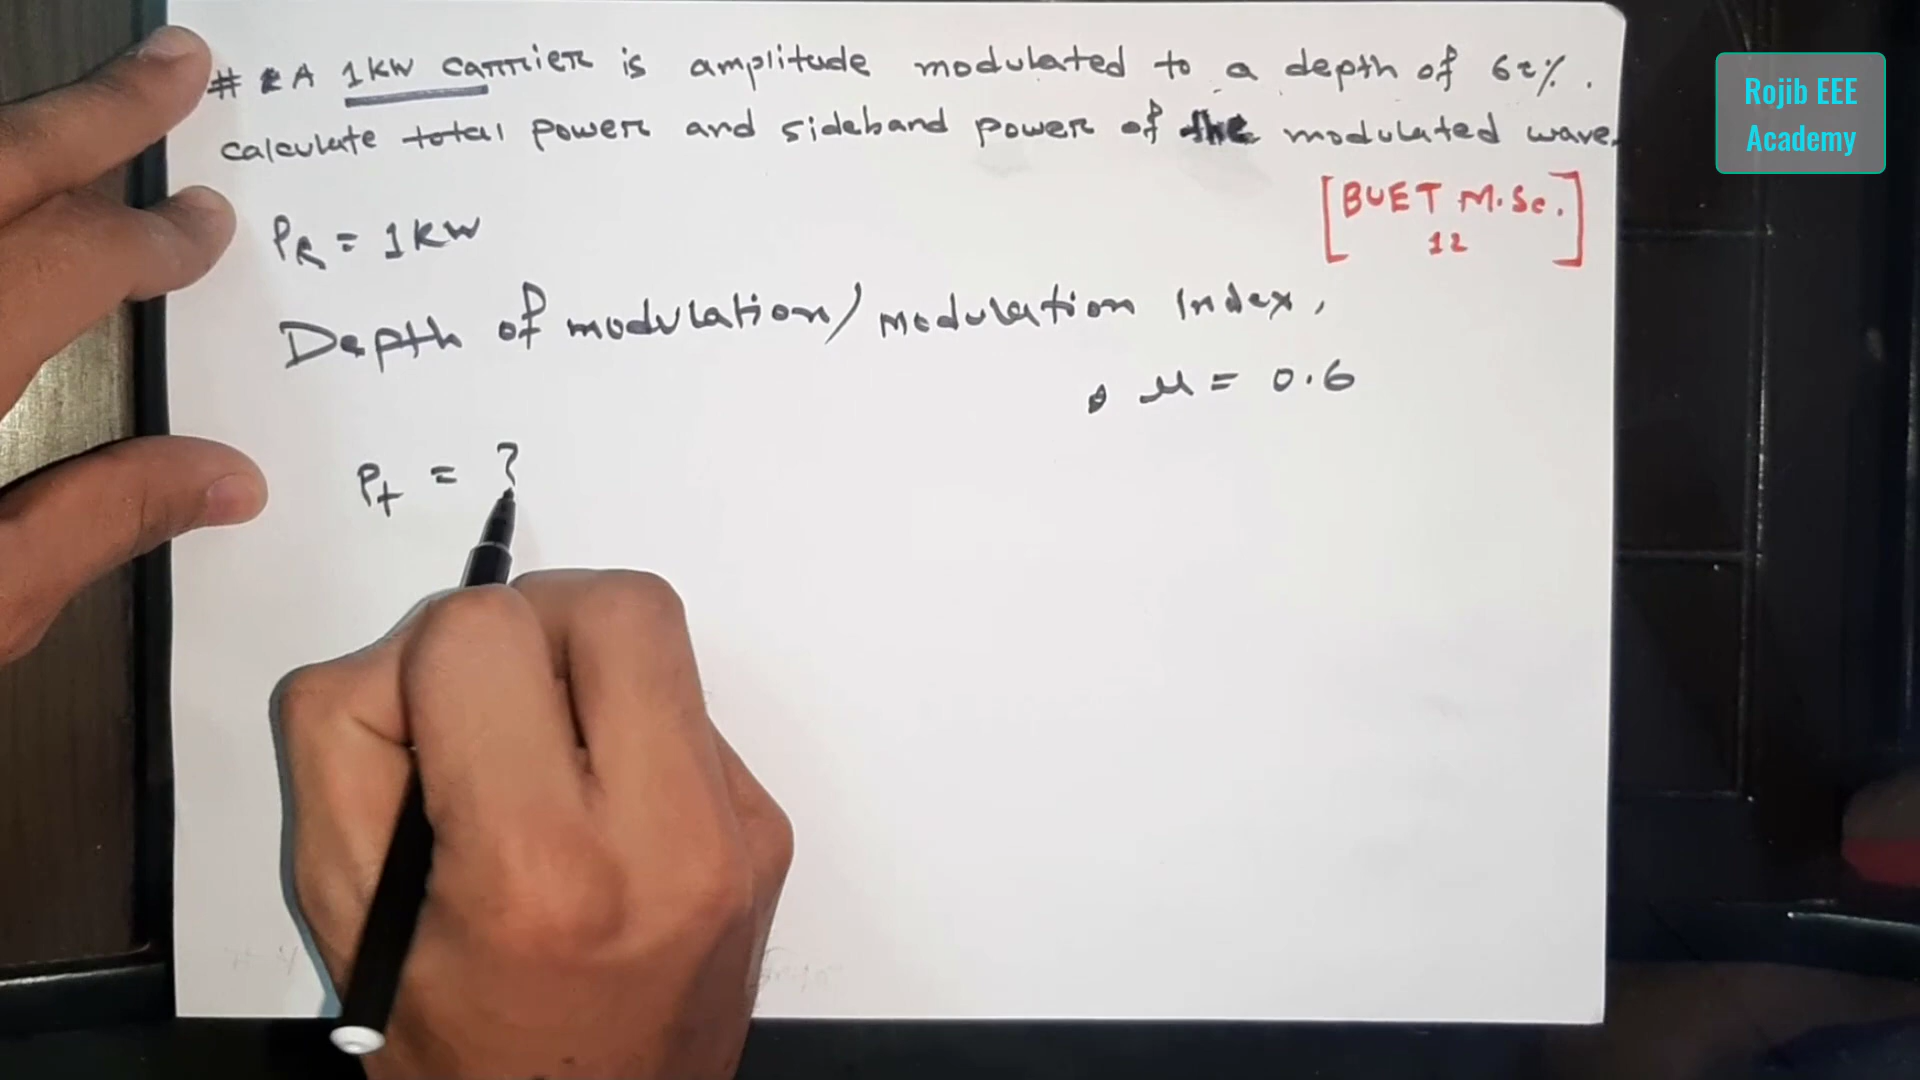 # A 1KW carrier is amplitude modulated to a depth of 60%.
calculate total power and sideband power of the modulated wave.
[BUET M.Sc.
12]
PR = 1KW
Depth of modulation/modulation Index,
μ = 0.6
Pt = ?
Rojib EEE
Academy